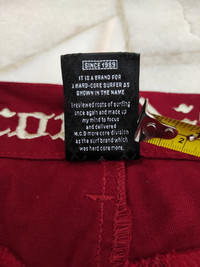 SINCE 1989
IT IS A BRAND FOR
A HARD-CORE SURFER AS
SHOWN IN THE NAME
I reviewed roots of surfing
once again and made up
my mind to focus
and delivered
M.C.D more core division
as the surf brand which
was hard core more.